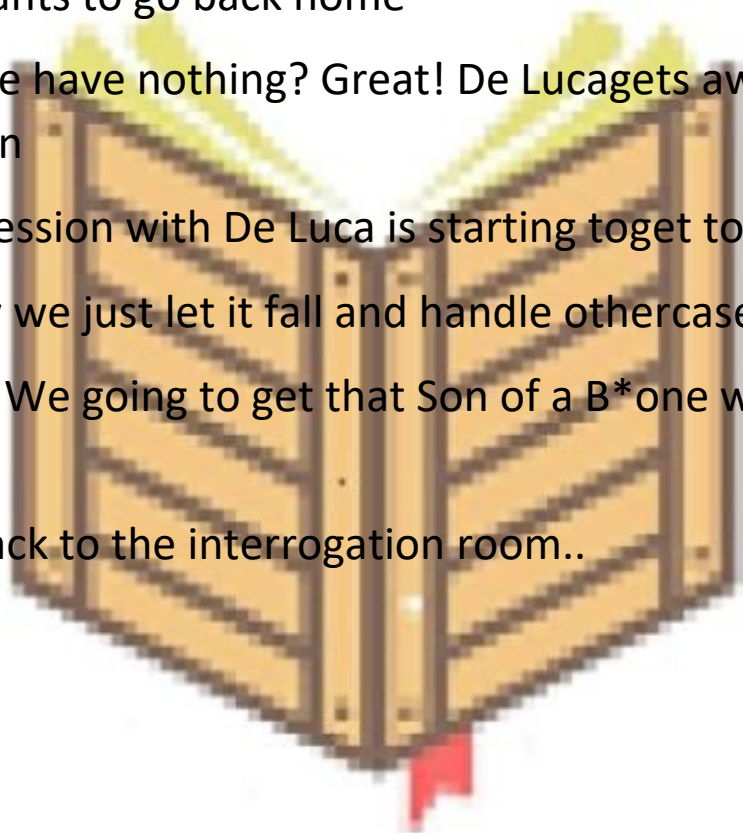 to go back home
e have nothing? Great! De Lucagets
n
ession with De Luca is starting toget to
we just let it fall and handle othercase
We going to get that Son of a B*one w
ck to the interrogation room..